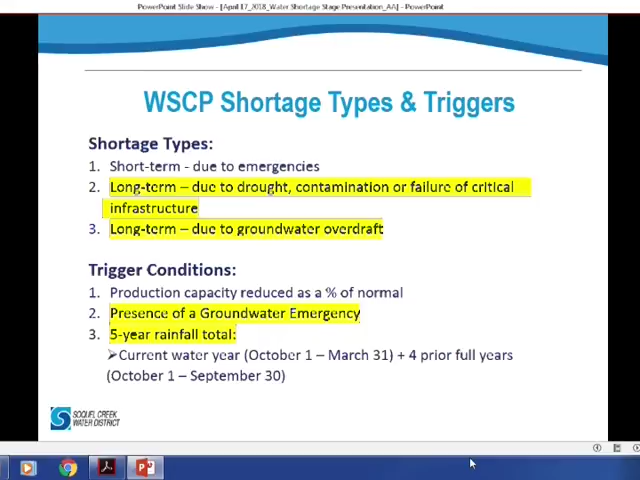 PowerPoint Slide Show - [April 17_2018_Water Shortage Stage Presentation_AA] - PowerPoint
WSCP Shortage Types & Triggers
Shortage Types:
1. Short-term - due to emergencies
2. Long-term – due to drought, contamination or failure of critical
infrastructure
3. Long-term – due to groundwater overdraft
Trigger Conditions:
1. Production capacity reduced as a % of normal
2. Presence of a Groundwater Emergency
3. 5-year rainfall total:
➢Current water year (October 1 – March 31) + 4 prior full years
(October 1 – September 30)
SOQUEL CREEK
WATER DISTRICT